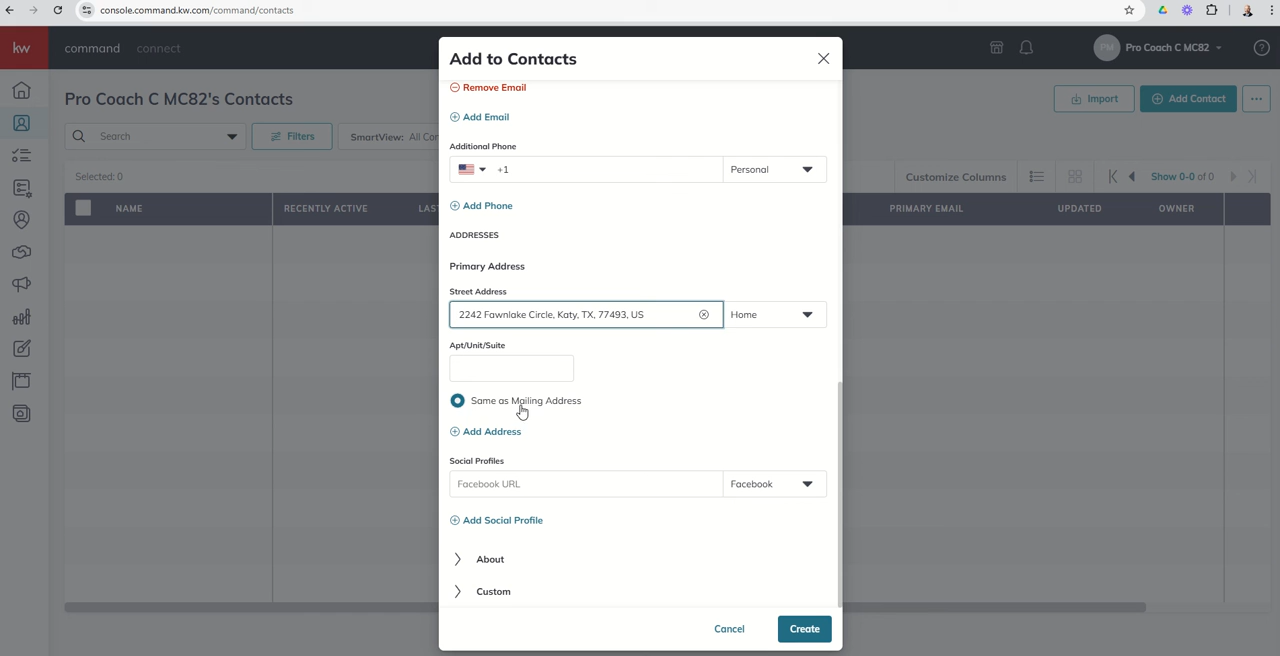 console.command.kw.com/command/contacts
kw command connect PM Pro Coach C MC82
Add to Contacts
Pro Coach C MC82's Contacts
Import Add Contact
Search Filters SmartView: All Con
Selected: 0
Customize Columns Show 0-0 of 0
NAME RECENTLY ACTIVE LAS PRIMARY EMAIL UPDATED OWNER
Remove Email
Add Email
Additional Phone
+1 Personal
Add Phone
ADDRESSES
Primary Address
Street Address
2242 Fawnlake Circle, Katy, TX, 77493, US Home
Apt/Unit/Suite
Same as Mailing Address
Add Address
Social Profiles
Facebook URL Facebook
Add Social Profile
About
Custom
Cancel Create